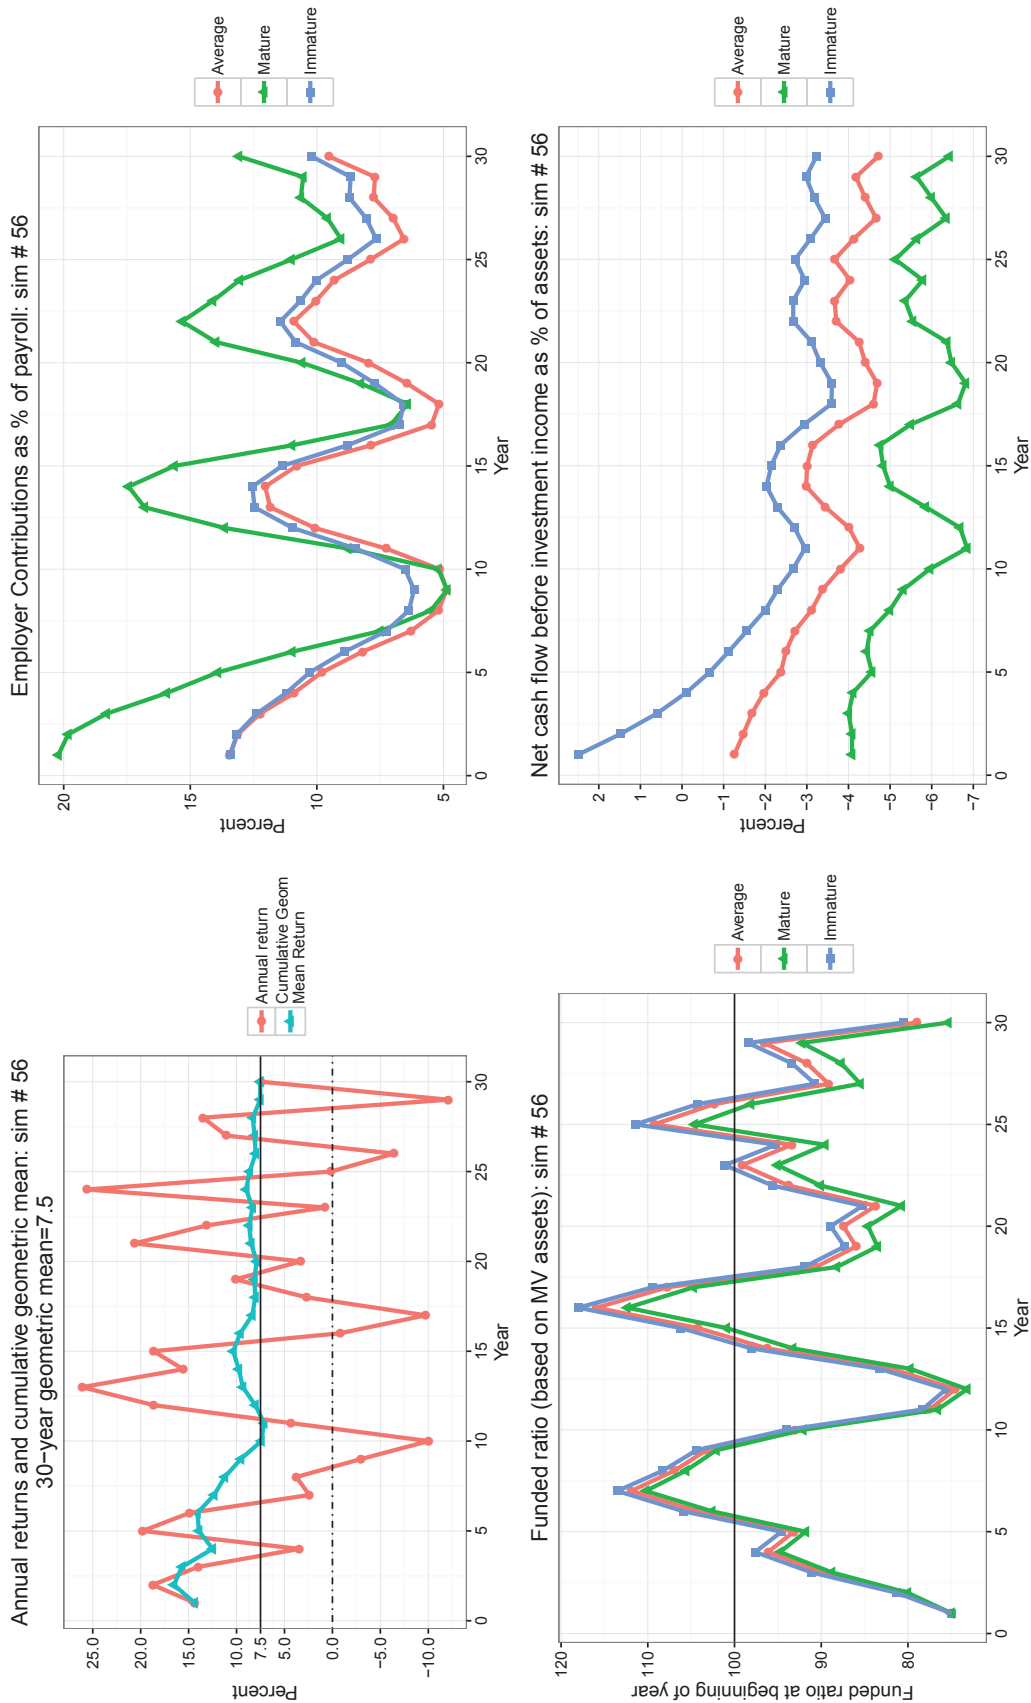 Annual returns and cumulative geometric mean: sim # 56
30−year geometric mean=7.5
Percent
25.0
20.0
15.0
10.0
7.5
5.0
0.0
−10.0
0
5
10
15
20
25
30
Year
Annual return
Cumulative Geom
Mean Return
Employer Contributions as % of payroll: sim # 56
Percent
20
15
10
5
0
5
10
15
20
25
30
Year
Average
Mature
Immature
Funded ratio (based on MV assets): sim # 56
Funded ratio at beginning
of year
120
110
100
90
80
0
5
10
15
20
25
30
Year
Average
Mature
Immature
Net cash flow before investment income as % of assets: sim # 56
Percent
2
1
0
−1
−2
−3
−4
−5
−6
−7
0
5
10
15
20
25
30
Year
Average
Mature
Immature